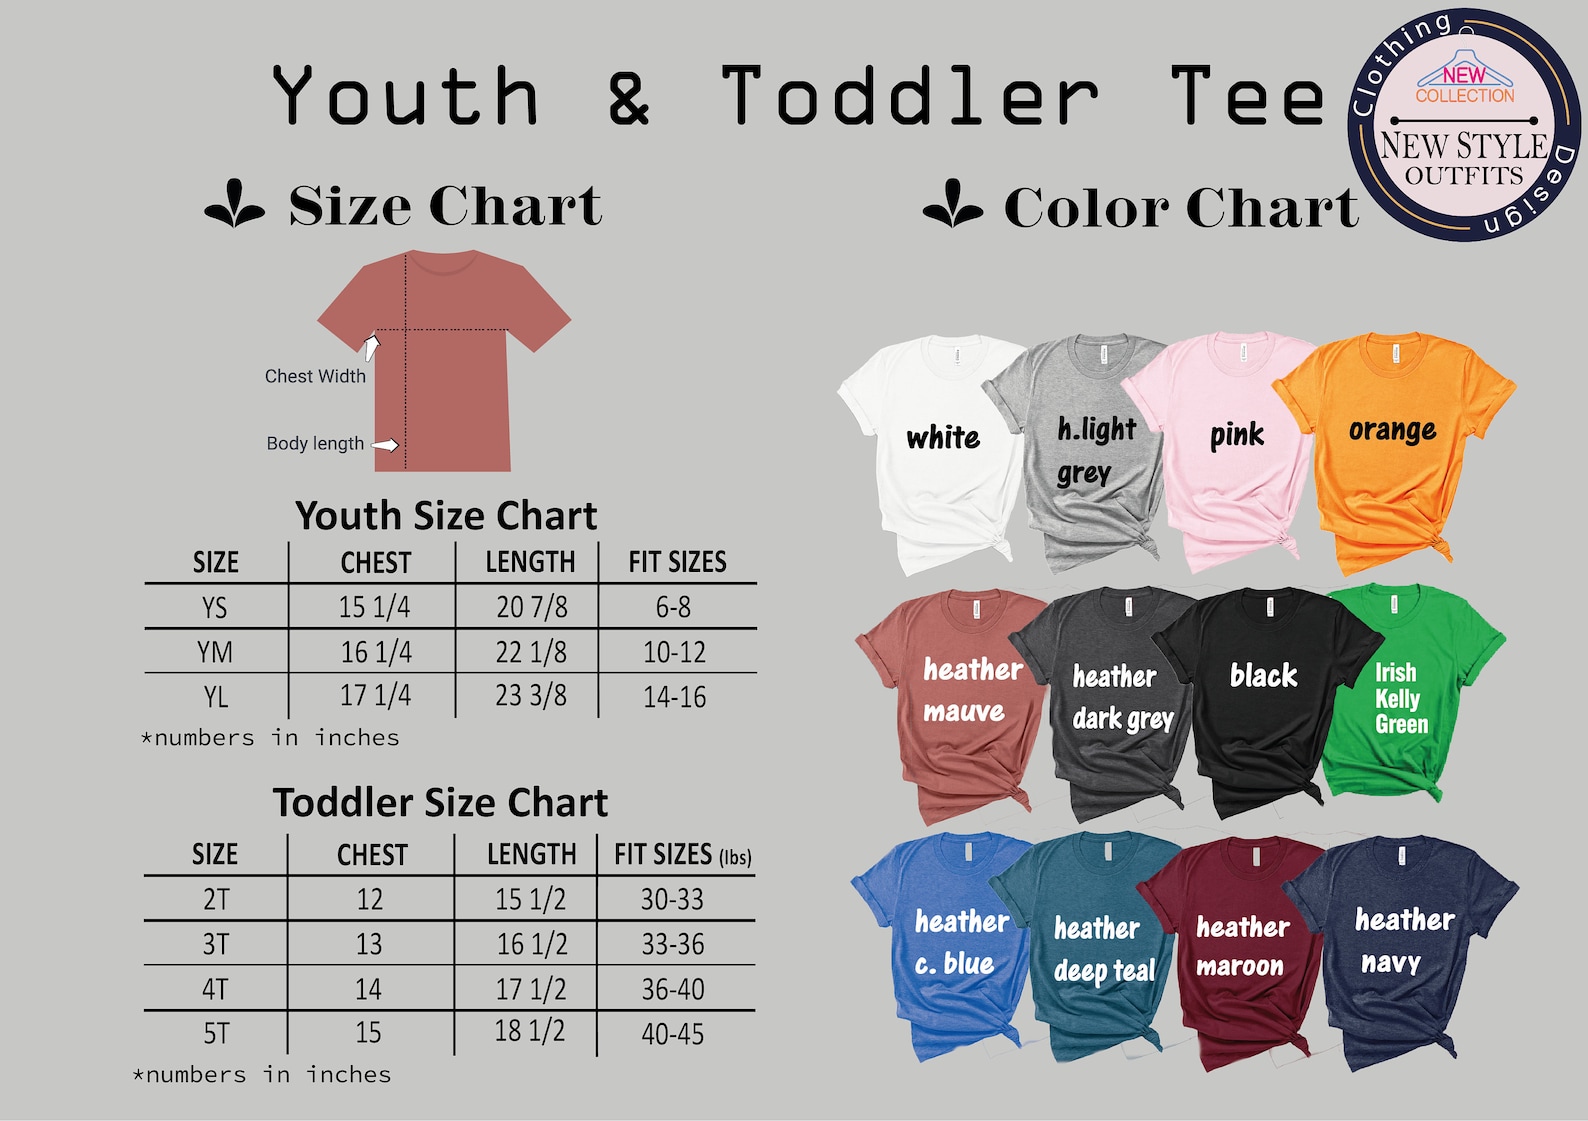 Youth & Toddler Tee
Clothing Design
NEW
COLLECTION
NEW STYLE
OUTFITS
Size Chart
Chest Width
Body length
Youth Size Chart
SIZE CHEST LENGTH FIT SIZES
YS 15 1/4 20 7/8 6-8
YM 16 1/4 22 1/8 10-12
YL 17 1/4 23 3/8 14-16
*numbers in inches
Toddler Size Chart
SIZE CHEST LENGTH FIT SIZES (lbs)
2T 12 15 1/2 30-33
3T 13 16 1/2 33-36
4T 14 17 1/2 36-40
5T 15 18 1/2 40-45
*numbers in inches
Color Chart
white
h.light
grey
pink
orange
heather
mauve
heather
dark grey
black
Irish
Kelly
Green
heather
c. blue
heather
deep teal
heather
maroon
heather
navy